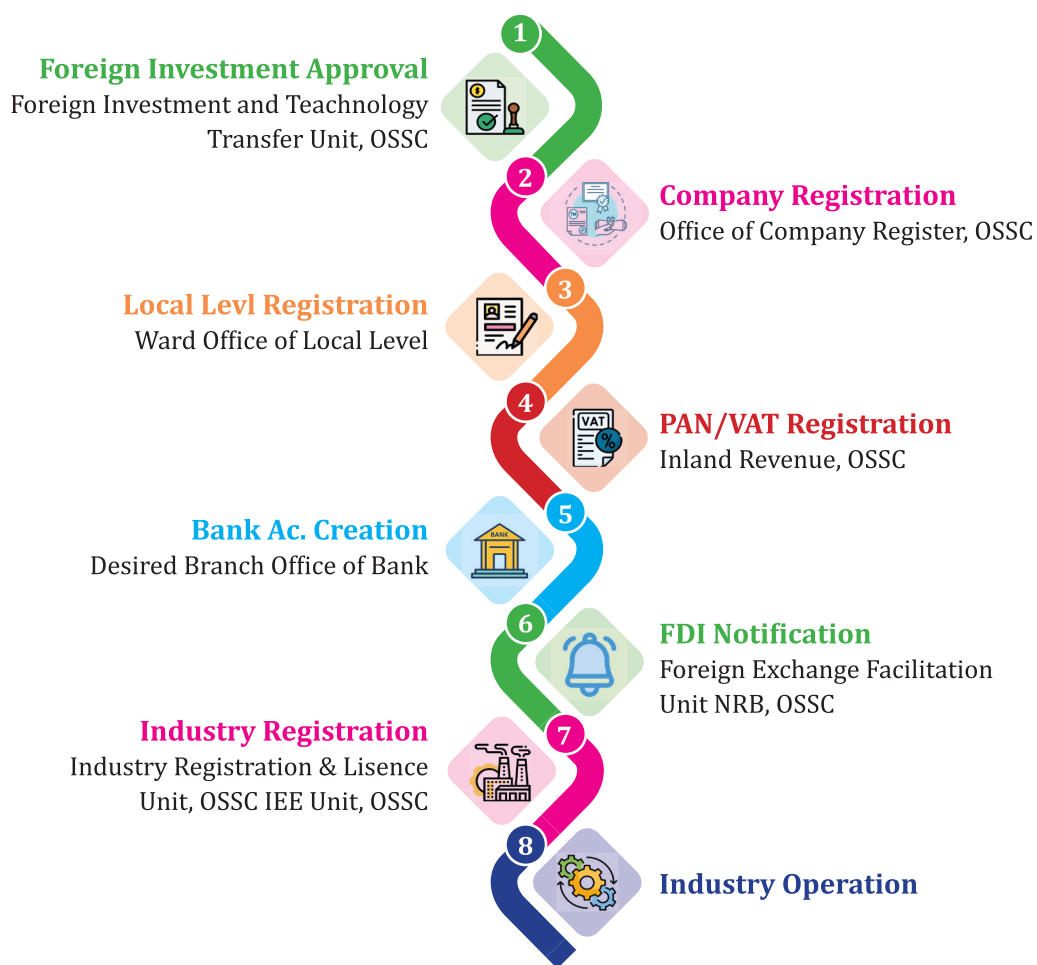 1
Foreign Investment Approval
Foreign Investment and Teachnology
Transfer Unit, OSSC
2
Company Registration
Office of Company Register, OSSC
3
Local Levl Registration
Ward Office of Local Level
4
PAN/VAT Registration
Inland Revenue, OSSC
VAT
%
5
Bank Ac. Creation
Desired Branch Office of Bank
BANK
6
FDI Notification
Foreign Exchange Facilitation
Unit NRB, OSSC
7
Industry Registration
Industry Registration & Lisence
Unit, OSSC IEE Unit, OSSC
8
Industry Operation